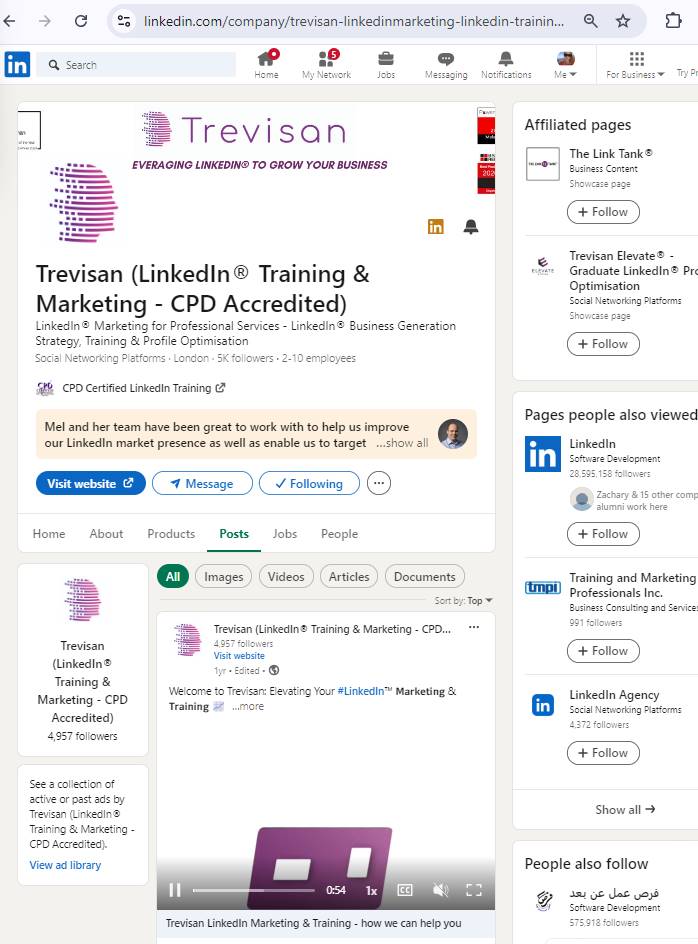 linkedin.com/company/trevisan-linkedinmarketing-linkedin-trainin...
Search
Home
5
My Network
Jobs
Messaging
Notifications
Me
For Business
Try Pr
Trevisan
EVERAGING LINKEDIN® TO GROW YOUR BUSINESS
Trevisan (LinkedIn® Training &
Marketing - CPD Accredited)
LinkedIn® Marketing for Professional Services - LinkedIn® Business Generation
Strategy, Training & Profile Optimisation
Social Networking Platforms · London · 5K followers · 2-10 employees
CPD
CPD Certified LinkedIn Training
Mel and her team have been great to work with to help us improve
our LinkedIn market presence as well as enable us to target ...show all
Visit website
Message
Following
Home
About
Products
Posts
Jobs
People
Trevisan
(LinkedIn®
Training &
Marketing - CPD
Accredited)
4,957 followers
See a collection of
active or past ads by
Trevisan (LinkedIn®
Training & Marketing -
CPD Accredited).
View ad library
All
Images
Videos
Articles
Documents
Sort by: Top
Trevisan (LinkedIn® Training & Marketing - CPD...
4,957 followers
Visit website
1yr • Edited •
Welcome to Trevisan: Elevating Your #LinkedIn™ Marketing &
Training ...more
0:54
1x
CC
Trevisan LinkedIn Marketing & Training - how we can help you
Affiliated pages
The Link Tank®
Business Content
Showcase page
+ Follow
ELEVATE
Trevisan Elevate® -
Graduate LinkedIn® Pro
Optimisation
Social Networking Platforms
Showcase page
+ Follow
Pages people also viewed
in
LinkedIn
Software Development
28,595,158 followers
Zachary & 15 other comp
alumni work here
+ Follow
tmpi
Training and Marketing
Professionals Inc.
Business Consulting and Services
991 followers
+ Follow
in
LinkedIn Agency
Social Networking Platforms
4,372 followers
+ Follow
Show all →
People also follow
فرص عمل عن بعد
Software Development
575,918 followers